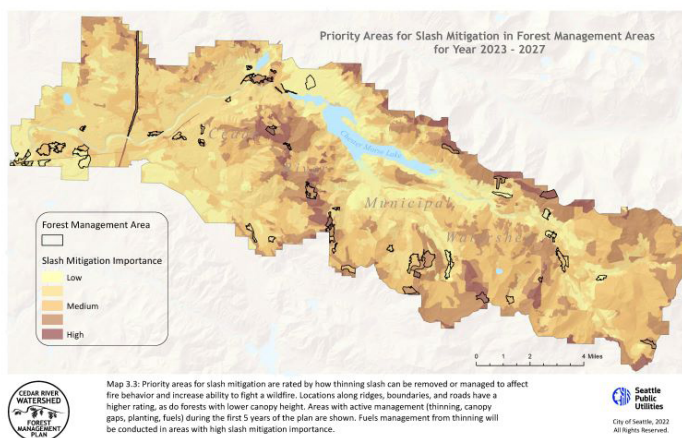 Priority Areas for Slash Mitigation in Forest Management Areas
for Year 2023 - 2027
Cedar
River
Chester Morse Lake
Municipal
Watershed
Forest Management Area
Slash Mitigation Importance
Low
Medium
High
0 1 2 4 Miles
CEDAR RIVER
WATERSHED
FOREST
MANAGEMENT
PLAN
Map 3.3: Priority areas for slash mitigation are rated by how thinning slash can be removed or managed to affect
fire behavior and increase ability to fight a wildfire. Locations along ridges, boundaries, and roads have a
higher rating, as do forests with lower canopy height. Areas with active management (thinning, canopy
gaps, planting, fuels) during the first 5 years of the plan are shown. Fuels management from thinning will
be conducted in areas with high slash mitigation importance.
Seattle
Public
Utilities
City of Seattle, 2022
All Rights Reserved.